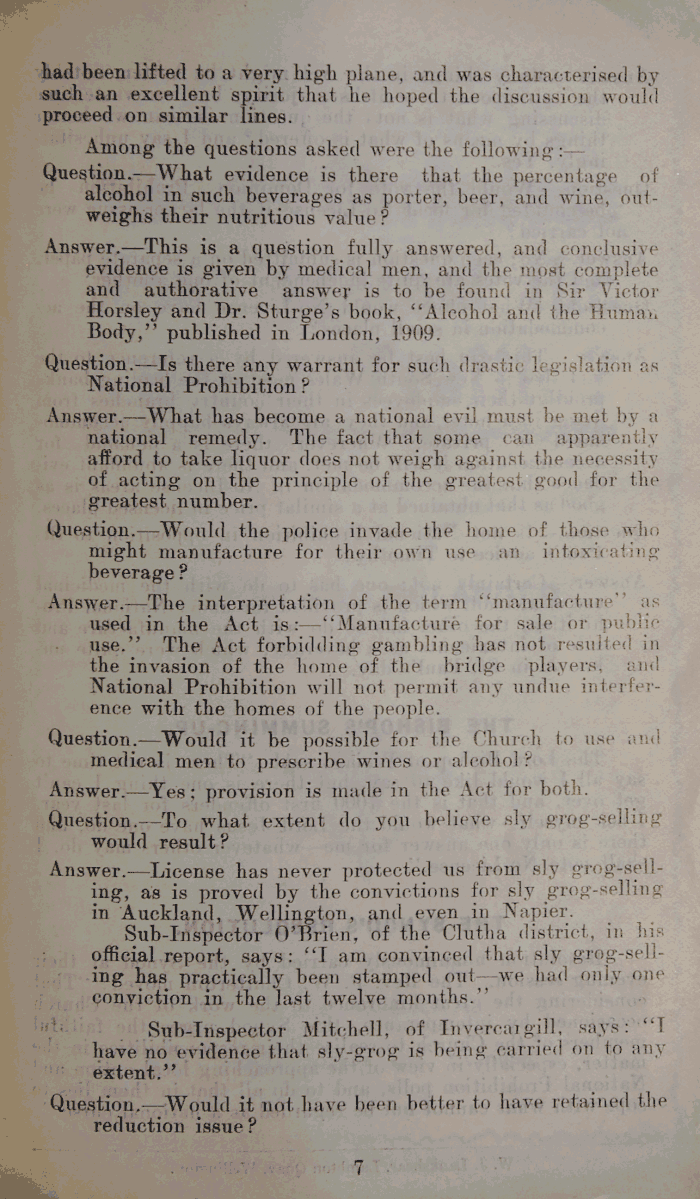 had been lifted to a very high plane, and was characterised by
such an excellent spirit that he hoped the discussion would
proceed on similar lines.
Among the questions asked were the following:—
Question.—What evidence is there that the percentage of
alcohol in such beverages as porter, beer, and wine, out-
weighs their nutritious value?
Answer.—This is a question fully answered, and conclusive
evidence is given by medical men, and the most complete
and authorative answer is to be found in Sir Victor
Horsley and Dr. Sturge's book, "Alcohol and the Human
Body," published in London, 1909.
Question.—Is there any warrant for such drastic legislation as
National Prohibition?
Answer.—What has become a national evil must be met by a
national remedy. The fact that some can apparently
afford to take liquor does not weigh against the necessity
of acting on the principle of the greatest good for the
greatest number.
Question.—Would the police invade the home of those who
might manufacture for their own use an intoxicating
beverage?
Answer.—The interpretation of the term "manufacture" as
used in the Act is:—"Manufacture for sale or public
use." The Act forbidding gambling has not resulted in
the invasion of the home of the bridge players, and
National Prohibition will not permit any undue interfer-
ence with the homes of the people.
Question.—Would it be possible for the Church to use and
medical men to prescribe wines or alcohol?
Answer.—Yes; provision is made in the Act for both.
Question.—To what extent do you believe sly grog-selling
would result?
Answer.—License has never protected us from sly grog-sell-
ing, as is proved by the convictions for sly grog-selling
in Auckland, Wellington, and even in Napier.
Sub-Inspector O'Brien, of the Clutha district, in his
official report, says: "I am convinced that sly grog-sell-
ing has practically been stamped out—we had only one
conviction in the last twelve months."
Sub-Inspector Mitchell, of Invercargill, says: "I
have no evidence that sly-grog is being carried on to any
extent."
Question.—Would it not have been better to have retained the
reduction issue?
7